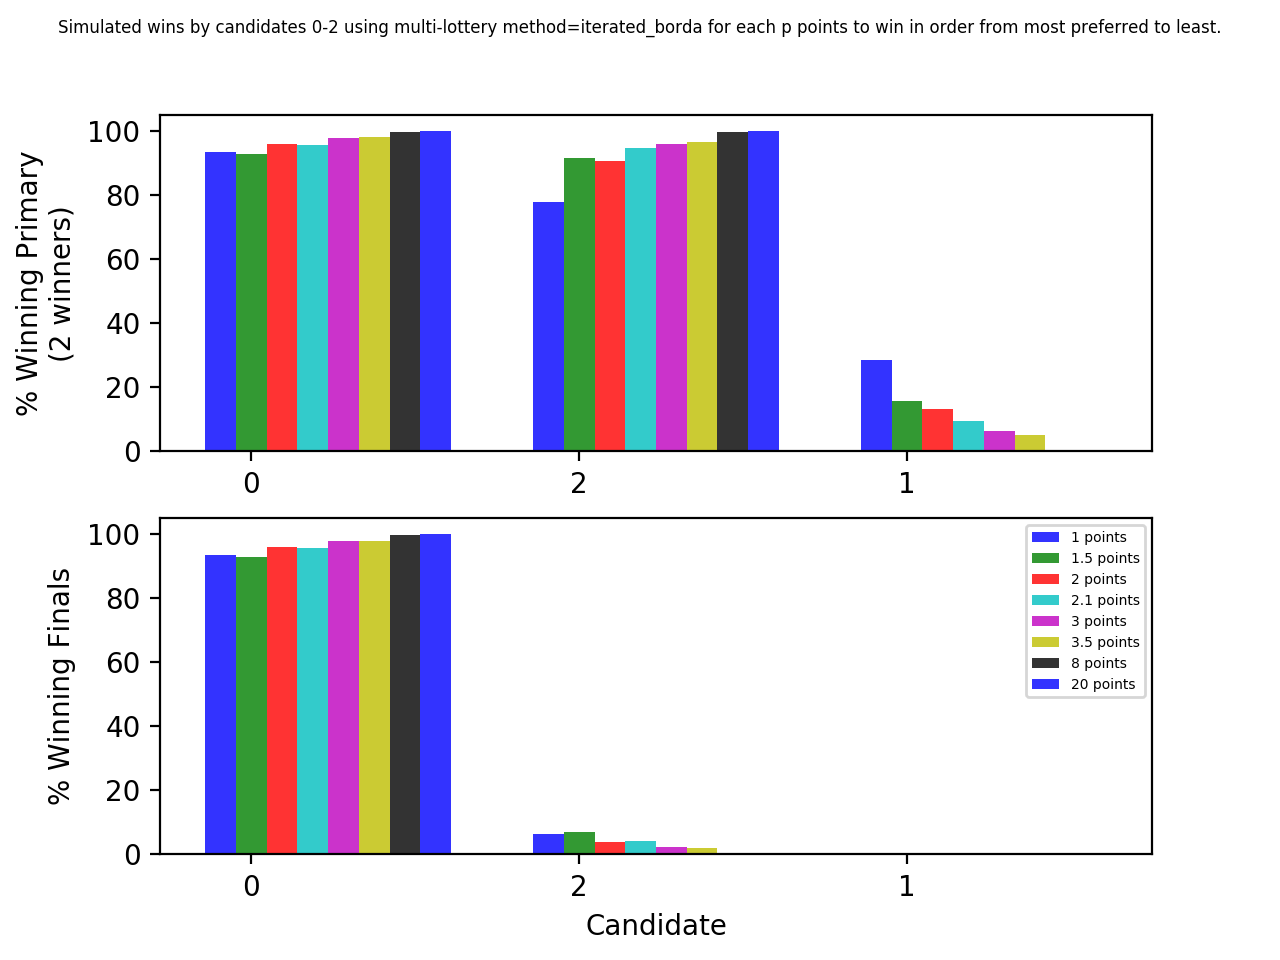 Simulated wins by candidates 0-2 using multi-lottery method=iterated_borda for each p points to win in order from most preferred to least.
% Winning Primary
(2 winners)
100
80
60
40
20
0
0 2 1
% Winning Finals
100
80
60
40
20
0
1 points
1.5 points
2 points
2.1 points
3 points
3.5 points
8 points
20 points
0 2 1
Candidate